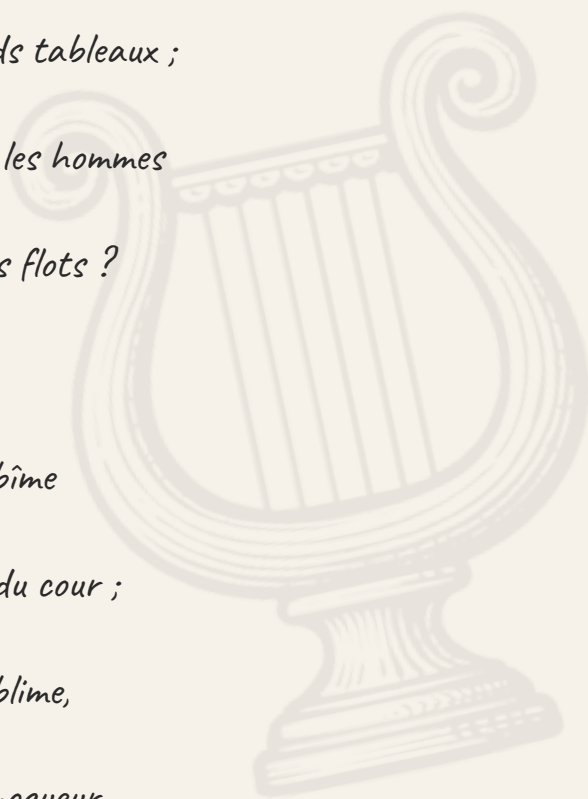 ds tableaux ;
les hommes
s flots ?
bîme
du cour ;
blime,